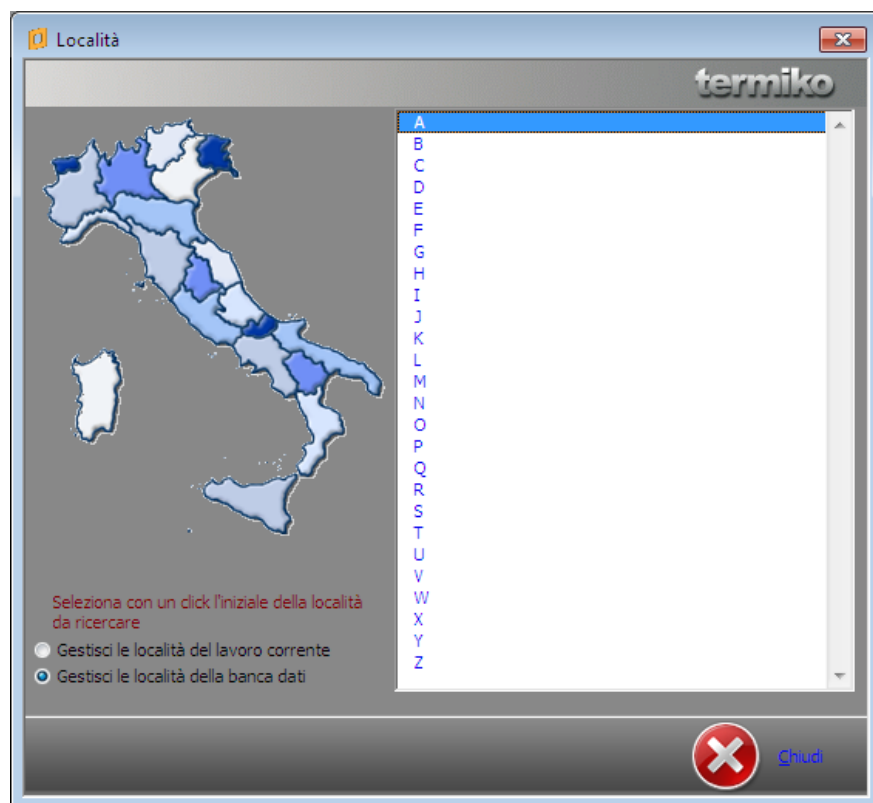 Località
termiko
A
B
C
D
E
F
G
H
I
J
K
L
M
N
O
P
Q
R
S
T
U
V
W
X
Y
Z
Seleziona con un click l'iniziale della località
da ricercare
Gestisci le località del lavoro corrente
Gestisci le località della banca dati
Chiudi